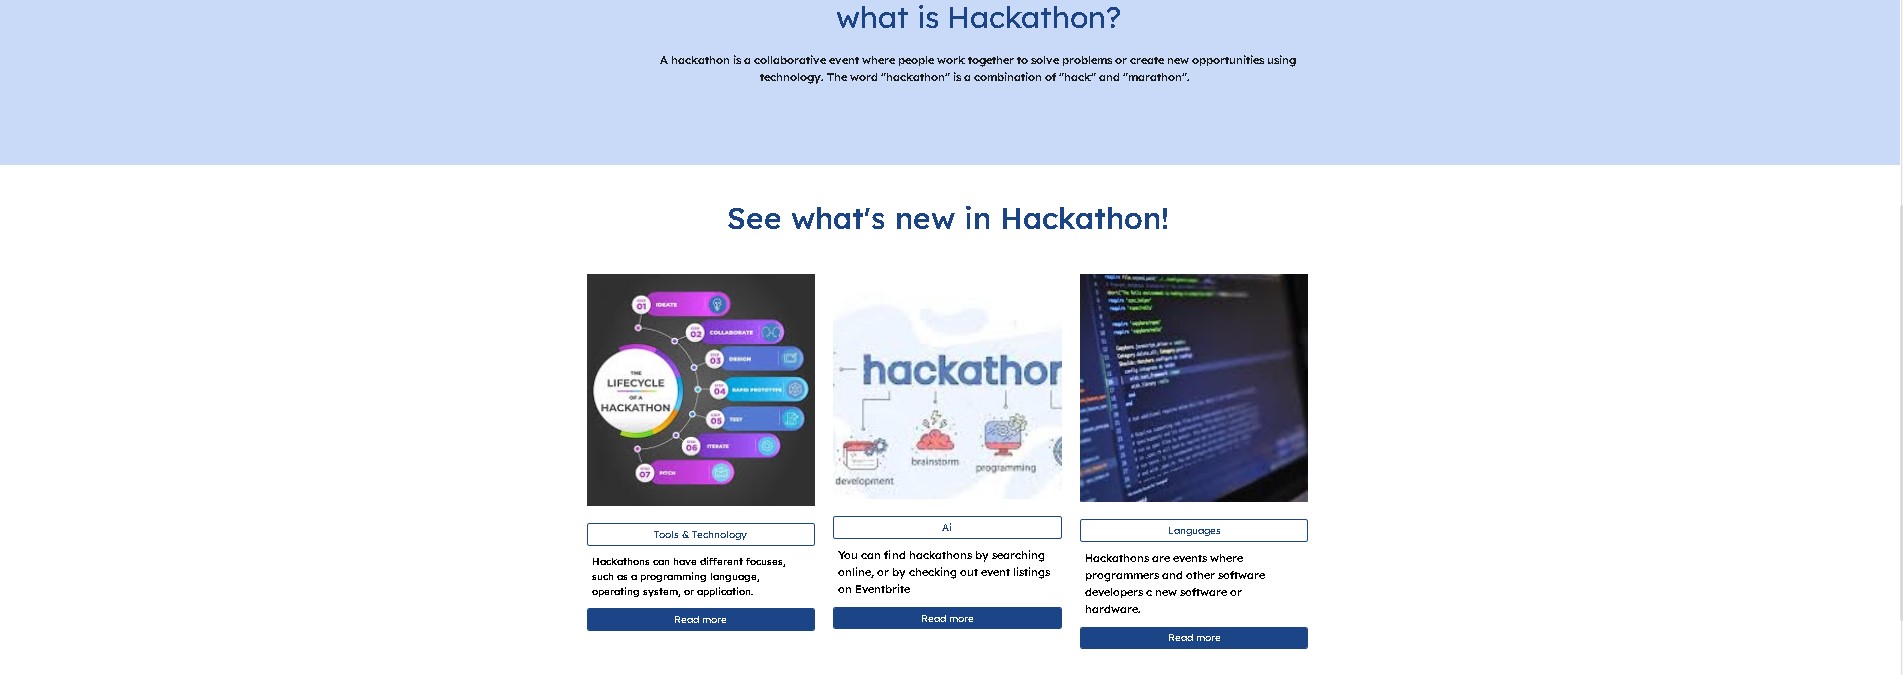 what is Hackathon?
A hackathon is a collaborative event where people work together to solve problems or create new opportunities using
technology. The word "hackathon" is a combination of "hack" and "marathon".
See what's new in Hackathon!
THE
LIFECYCLE
OF A
HACKATHON
01 IDEATE
02 COLLABORATE
03 DESIGN
04 RAPID PROTOTYPE
05 TEST
06 ITERATE
07 PITCH
hackathon
development
brainstorm
programming
Tools & Technology
Hackathons can have different focuses,
such as a programming language,
operating system, or application.
Read more
Ai
You can find hackathons by searching
online, or by checking out event listings
on Eventbrite
Read more
Languages
Hackathons are events where
programmers and other software
developers c new software or
hardware.
Read more